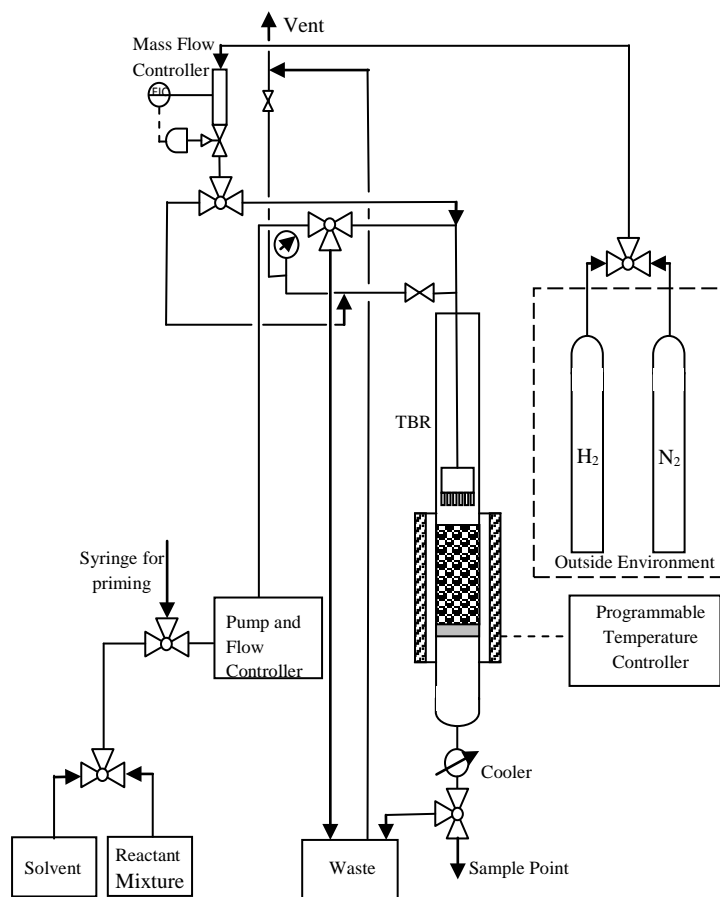 Vent
Mass Flow
Controller
FIC
TBR
H₂
N₂
Outside Environment
Syringe for
priming
Pump and
Flow
Controller
Programmable
Temperature
Controller
Cooler
Solvent
Reactant
Mixture
Waste
Sample Point